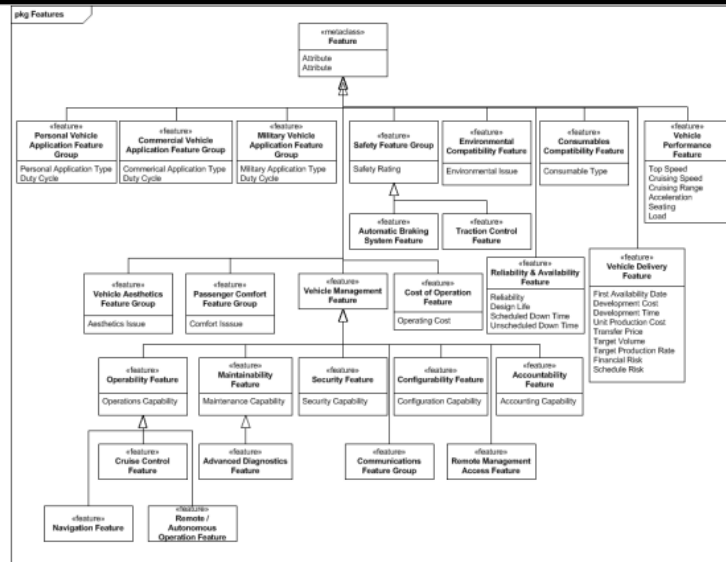 pkg Features
«metaclass»
Feature
Attribute
Attribute
«feature»
Personal Vehicle
Application Feature
Group
Personal Application Type
Duty Cycle
«feature»
Commercial Vehicle
Application Feature Group
Commerical Application Type
Duty Cycle
«feature»
Military Vehicle
Application Feature
Group
Military Application Type
Duty Cycle
«feature»
Safety Feature Group
Safety Rating
«feature»
Environmental
Compatibility Feature
Environmental Issue
«feature»
Consumables
Compatibility Feature
Consumable Type
«feature»
Vehicle
Performance
Feature
Top Speed
Cruising Speed
Cruising Range
Acceleration
Seating
Load
«feature»
Automatic Braking
System Feature
«feature»
Traction Control
Feature
«feature»
Vehicle Aesthetics
Feature Group
Aesthetics Issue
«feature»
Passenger Comfort
Feature Group
Comfort Isssue
«feature»
Vehicle Management
Feature
«feature»
Cost of Operation
Feature
Operating Cost
«feature»
Reliability & Availability
Feature
Reliability
Design Life
Scheduled Down Time
Unscheduled Down Time
«feature»
Vehicle Delivery
Feature
First Availability Date
Development Cost
Development Time
Unit Production Cost
Transfer Price
Target Volume
Target Production Rate
Financial Risk
Schedule Risk
«feature»
Operability Feature
Operations Capability
«feature»
Maintainability
Feature
Maintenance Capability
«feature»
Security Feature
Security Capability
«feature»
Configurability Feature
Configuration Capability
«feature»
Accountability
Feature
Accounting Capability
«feature»
Cruise Control
Feature
«feature»
Advanced Diagnostics
Feature
«feature»
Communications
Feature Group
«feature»
Remote Management
Access Feature
«feature»
Navigation Feature
«feature»
Remote /
Autonomous
Operation Feature